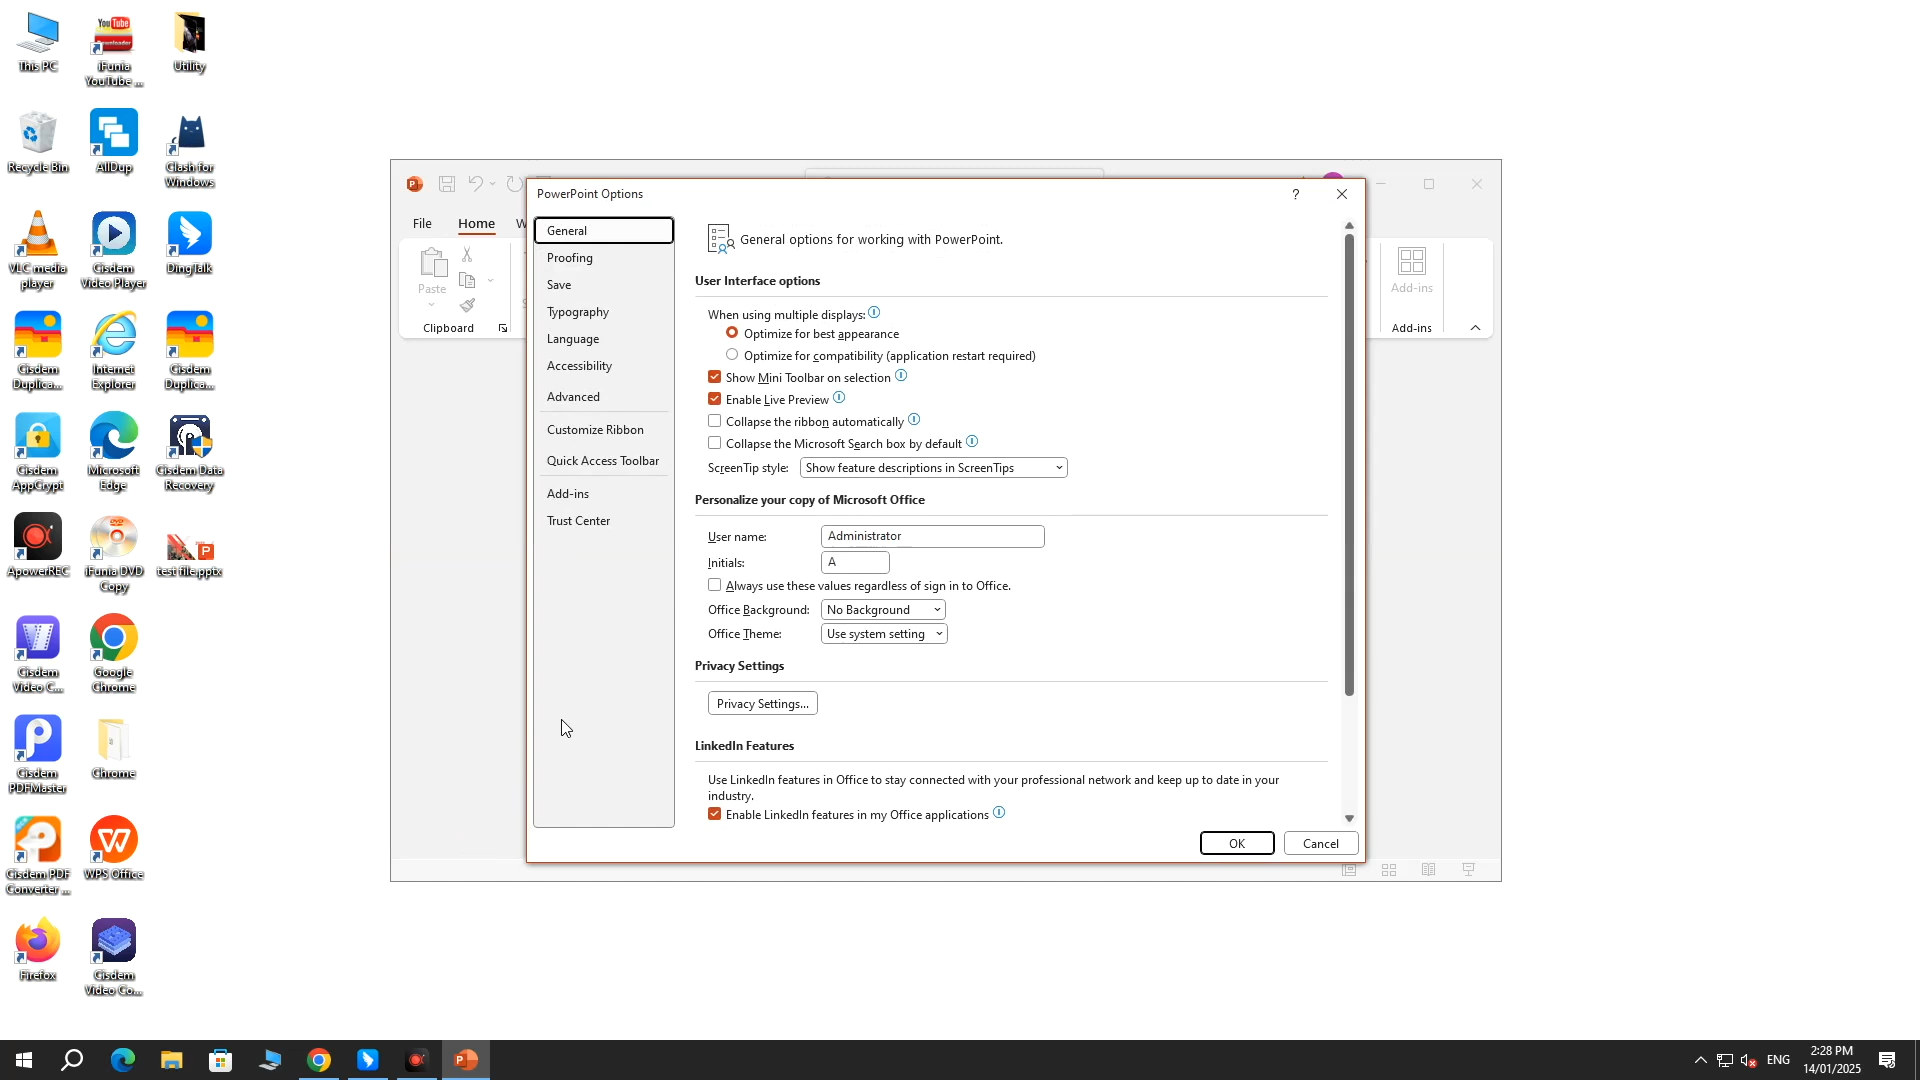 This PC
iFunia
YouTube ...
Utility
Recycle Bin
AllDup
Clash for
Windows
VLC media
player
Cisdem
Video Player
DingTalk
Cisdem
Duplica...
Internet
Explorer
Cisdem
Duplica...
Cisdem
AppCrypt
Microsoft
Edge
Cisdem Data
Recovery
ApowerREC
iFunia DVD
Copy
test file.pptx
Cisdem
Video C...
Google
Chrome
Cisdem
PDFMaster
Chrome
Cisdem PDF
Converter ...
WPS Office
Firefox
Cisdem
Video Co...
File
Home
W
Paste
Clipboard
Add-ins
Add-ins
PowerPoint Options
General
Proofing
Save
Typography
Language
Accessibility
Advanced
Customize Ribbon
Quick Access Toolbar
Add-ins
Trust Center
General options for working with PowerPoint.
User Interface options
When using multiple displays:
Optimize for best appearance
Optimize for compatibility (application restart required)
Show Mini Toolbar on selection
Enable Live Preview
Collapse the ribbon automatically
Collapse the Microsoft Search box by default
ScreenTip style: Show feature descriptions in ScreenTips
Personalize your copy of Microsoft Office
User name: Administrator
Initials: A
Always use these values regardless of sign in to Office.
Office Background: No Background
Office Theme: Use system setting
Privacy Settings
Privacy Settings...
LinkedIn Features
Use LinkedIn features in Office to stay connected with your professional network and keep up to date in your
industry.
Enable LinkedIn features in my Office applications
OK
Cancel
ENG
2:28 PM
14/01/2025